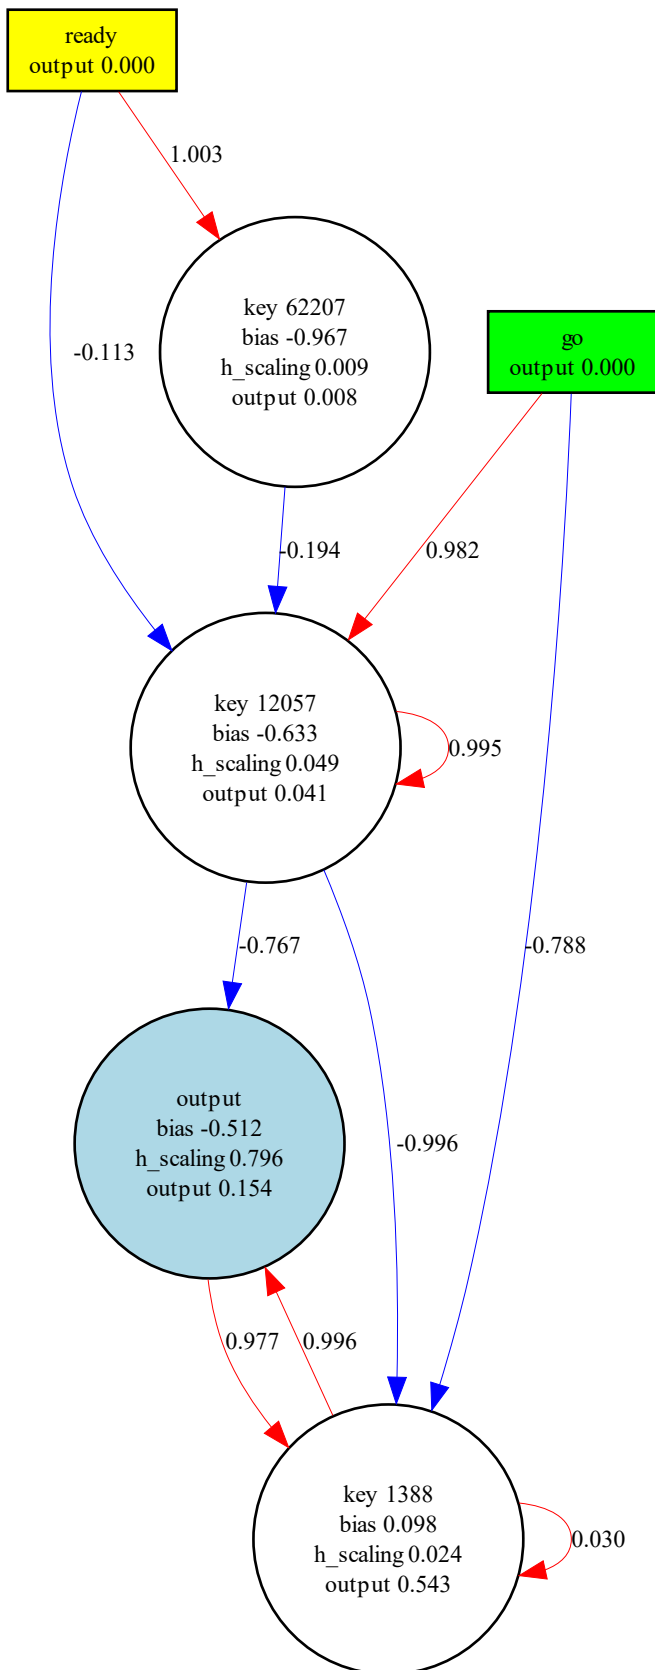 ready
output 0.000
1.003
key 62207
bias -0.967
h_scaling 0.009
output 0.008
go
output 0.000
-0.113
-0.194
0.982
key 12057
bias -0.633
h_scaling 0.049
output 0.041
0.995
-0.767
-0.788
output
bias -0.512
h_scaling 0.796
output 0.154
-0.996
0.977
0.996
key 1388
bias 0.098
h_scaling 0.024
output 0.543
0.030